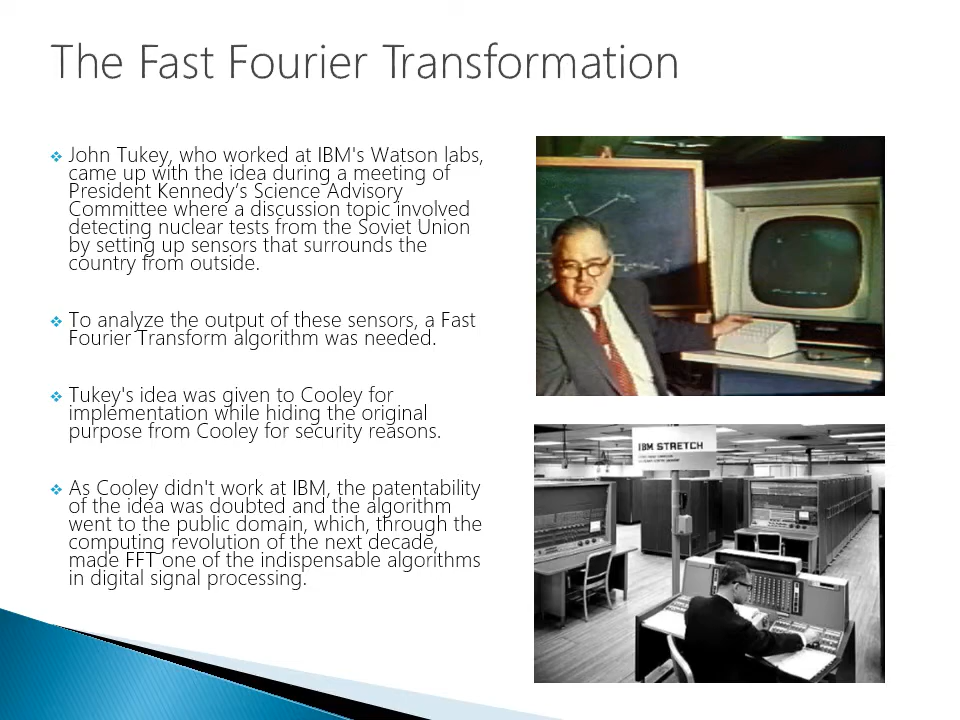 The Fast Fourier Transformation
John Tukey, who worked at IBM's Watson labs,
came up with the idea during a meeting of
President Kennedy’s Science Advisory
Committee where a discussion topic involved
detecting nuclear tests from the Soviet Union
by setting up sensors that surrounds the
country from outside.
To analyze the output of these sensors, a Fast
Fourier Transform algorithm was needed.
Tukey's idea was given to Cooley for
implementation while hiding the original
purpose from Cooley for security reasons.
As Cooley didn't work at IBM, the patentability
of the idea was doubted and the algorithm
went to the public domain, which, through the
computing revolution of the next decade,
made FFT one of the indispensable algorithms
in digital signal processing.
IBM STRETCH